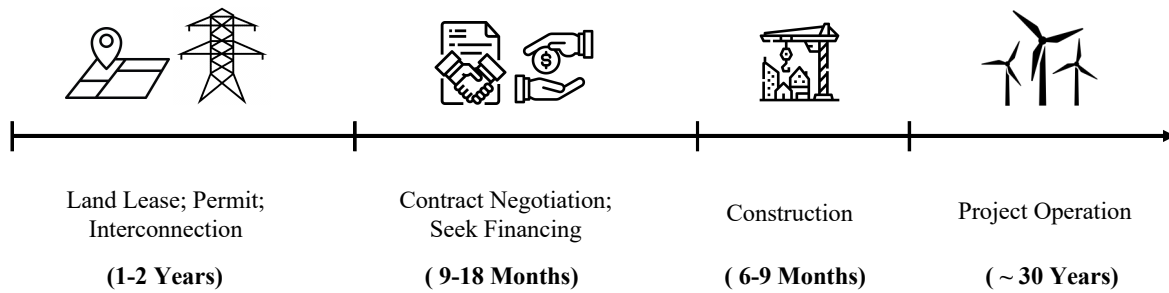 $
Land Lease; Permit;
Interconnection
(1-2 Years)
Contract Negotiation;
Seek Financing
( 9-18 Months)
Construction
( 6-9 Months)
Project Operation
( ~ 30 Years)